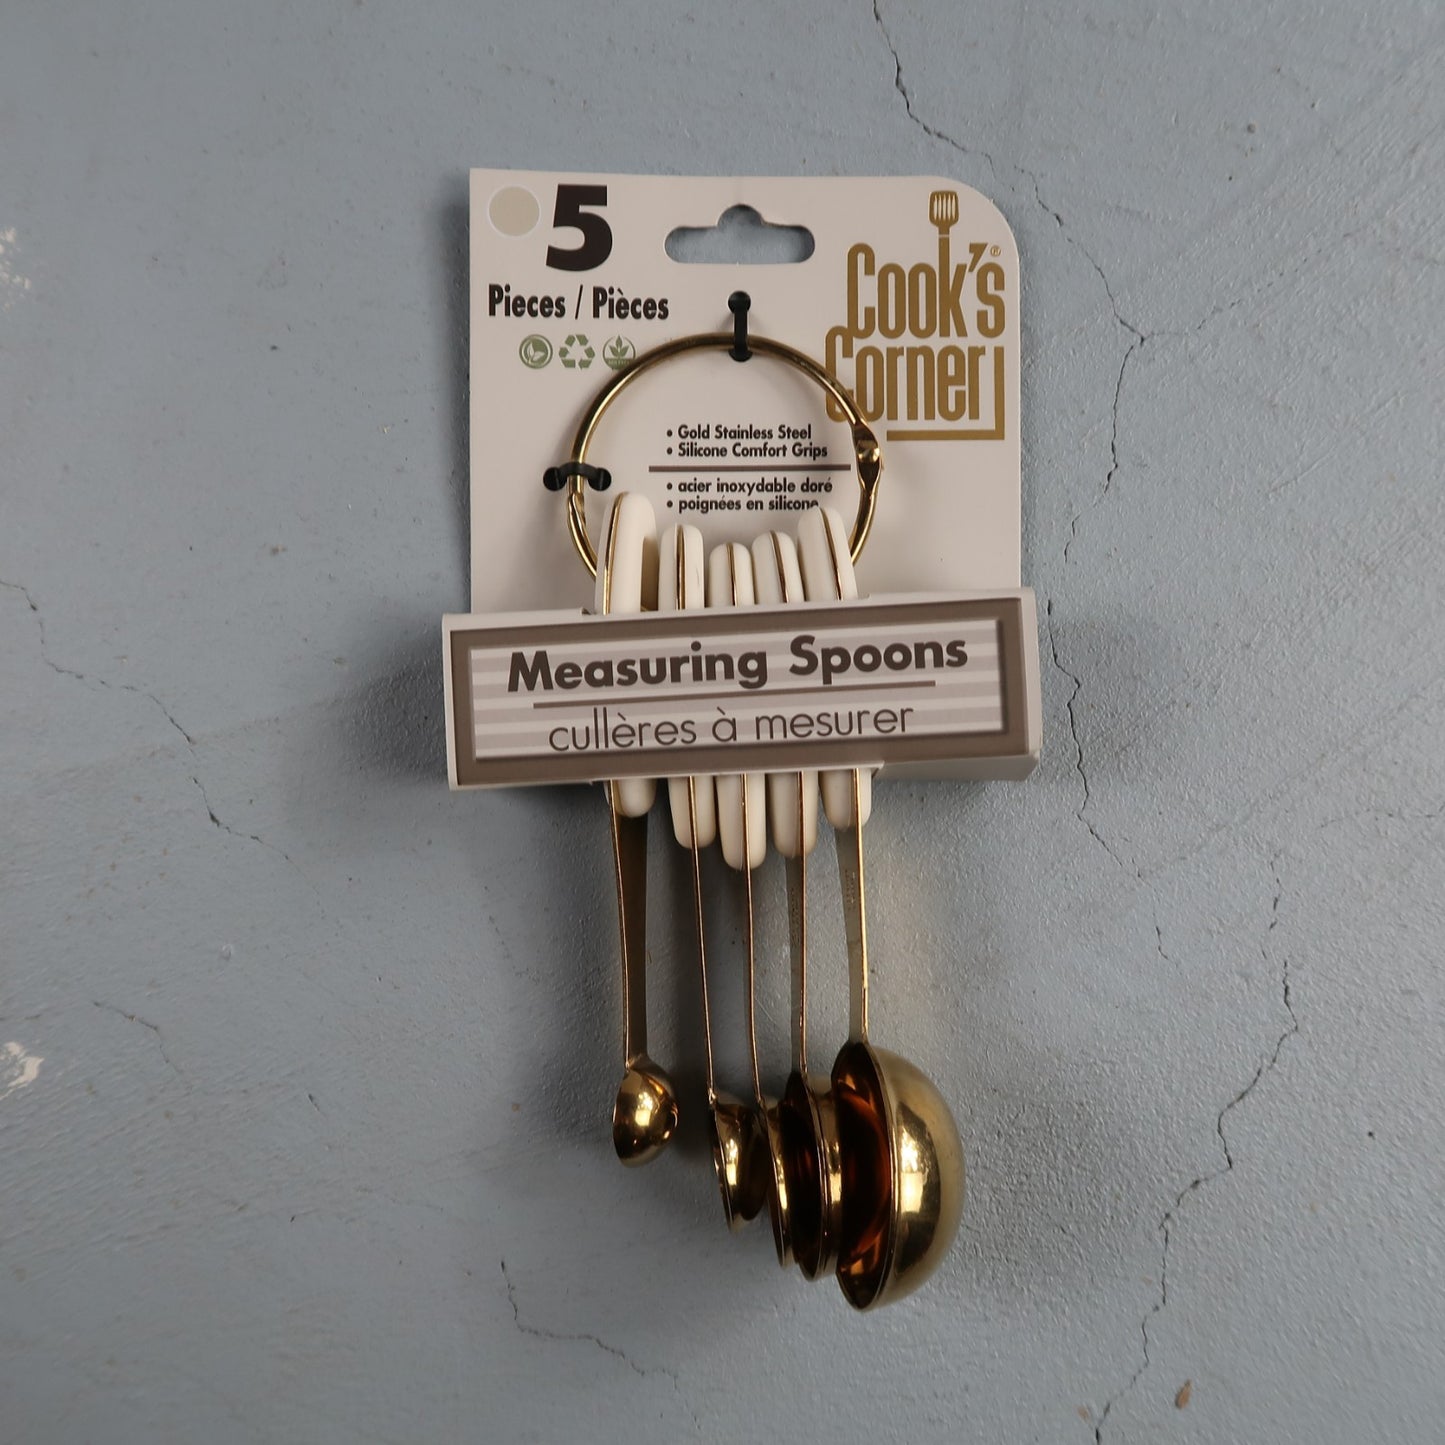 5
Pieces / Pièces
Cook's®
Corner
• Gold Stainless Steel
• Silicone Comfort Grips
• acier inoxydable doré
• poignées en silicone
Measuring Spoons
cullères à mesurer